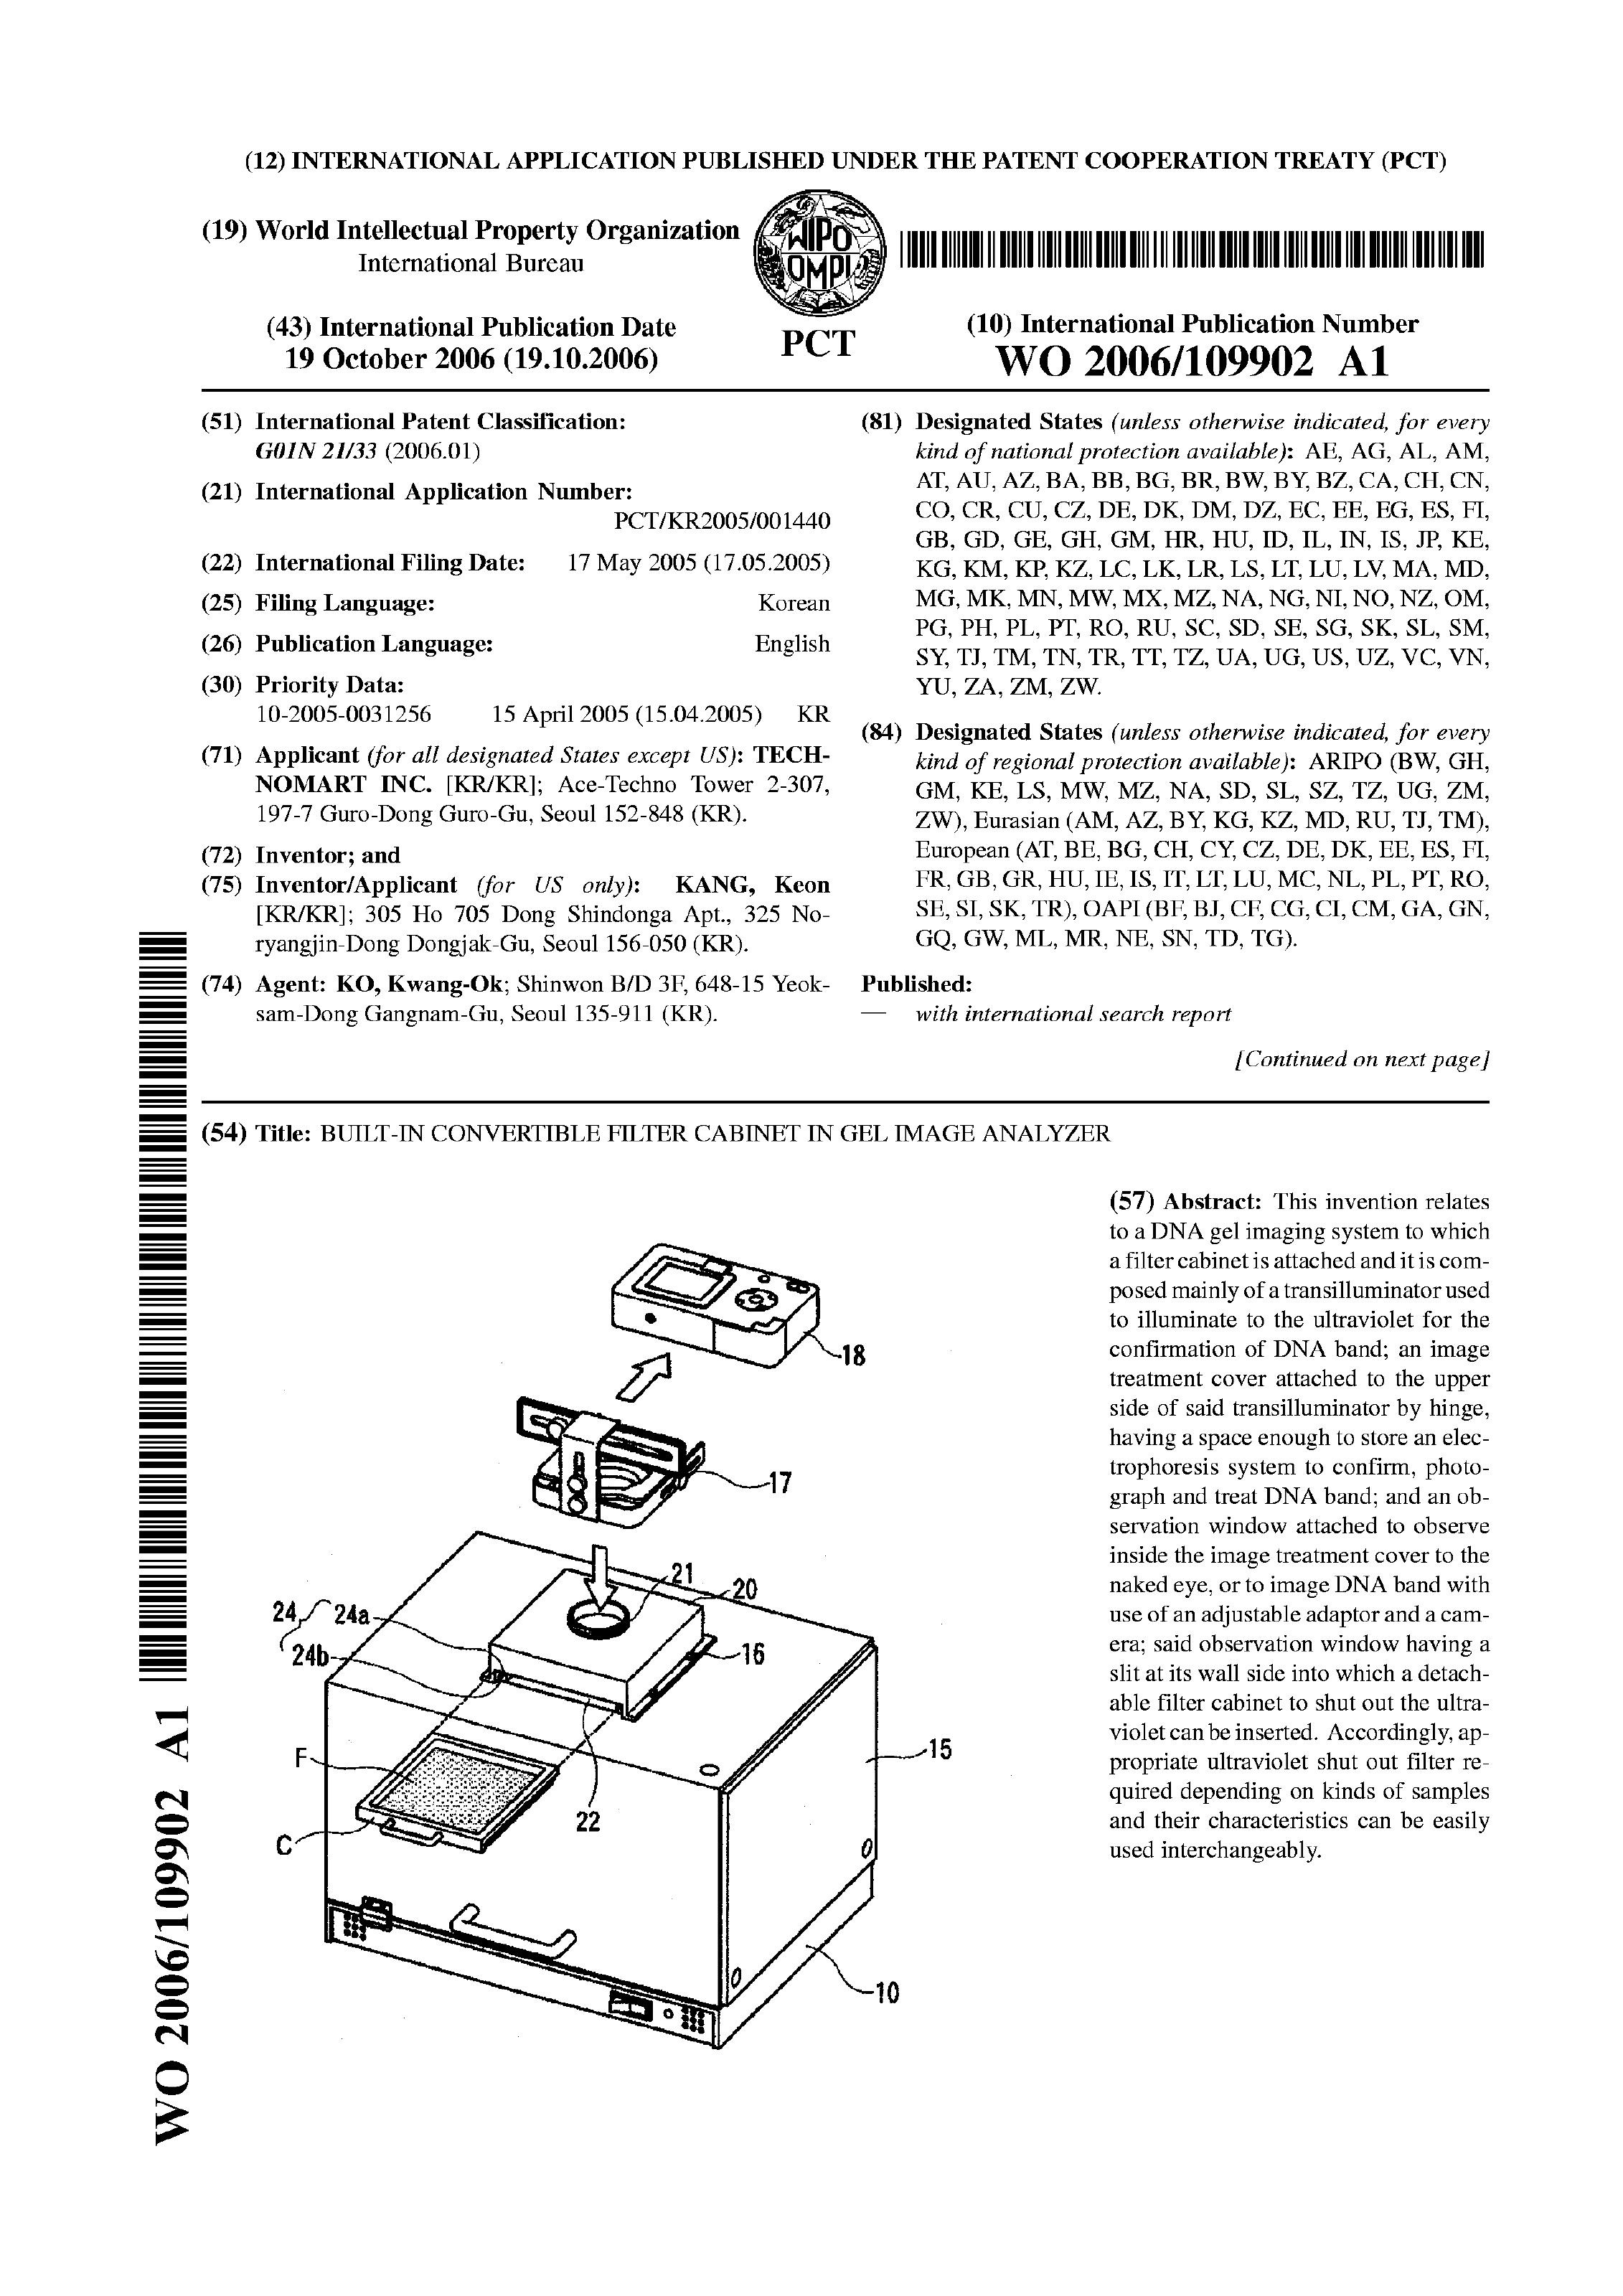 (12) INTERNATIONAL APPLICATION PUBLISHED UNDER THE PATENT COOPERATION TREATY (PCT)
(19) World Intellectual Property Organization
International Bureau
WIPO
OMPI
PCT
(43) International Publication Date
19 October 2006 (19.10.2006)
(10) International Publication Number
WO 2006/109902 A1
(51) International Patent Classification:
G01N 21/33 (2006.01)
(21) International Application Number:
PCT/KR2005/001440
(22) International Filing Date: 17 May 2005 (17.05.2005)
(25) Filing Language: Korean
(26) Publication Language: English
(30) Priority Data:
10-2005-0031256 15 April 2005 (15.04.2005) KR
(71) Applicant (for all designated States except US): TECH-
NOMART INC. [KR/KR]; Ace-Techno Tower 2-307,
197-7 Guro-Dong Guro-Gu, Seoul 152-848 (KR).
(72) Inventor; and
(75) Inventor/Applicant (for US only): KANG, Keon
[KR/KR]; 305 Ho 705 Dong Shindonga Apt., 325 No-
ryangjin-Dong Dongjak-Gu, Seoul 156-050 (KR).
(74) Agent: KO, Kwang-Ok; Shinwon B/D 3F, 648-15 Yeok-
sam-Dong Gangnam-Gu, Seoul 135-911 (KR).
(81) Designated States (unless otherwise indicated, for every
kind of national protection available): AE, AG, AL, AM,
AT, AU, AZ, BA, BB, BG, BR, BW, BY, BZ, CA, CH, CN,
CO, CR, CU, CZ, DE, DK, DM, DZ, EC, EE, EG, ES, FI,
GB, GD, GE, GH, GM, HR, HU, ID, IL, IN, IS, JP, KE,
KG, KM, KP, KZ, LC, LK, LR, LS, LT, LU, LV, MA, MD,
MG, MK, MN, MW, MX, MZ, NA, NG, NI, NO, NZ, OM,
PG, PH, PL, PT, RO, RU, SC, SD, SE, SG, SK, SL, SM,
SY, TJ, TM, TN, TR, TT, TZ, UA, UG, US, UZ, VC, VN,
YU, ZA, ZM, ZW.
(84) Designated States (unless otherwise indicated, for every
kind of regional protection available): ARIPO (BW, GH,
GM, KE, LS, MW, MZ, NA, SD, SL, SZ, TZ, UG, ZM,
ZW), Eurasian (AM, AZ, BY, KG, KZ, MD, RU, TJ, TM),
European (AT, BE, BG, CH, CY, CZ, DE, DK, EE, ES, FI,
FR, GB, GR, HU, IE, IS, IT, LT, LU, MC, NL, PL, PT, RO,
SE, SI, SK, TR), OAPI (BF, BJ, CF, CG, CI, CM, GA, GN,
GQ, GW, ML, MR, NE, SN, TD, TG).
Published:
— with international search report
[Continued on next page]
(54) Title: BUILT-IN CONVERTIBLE FILTER CABINET IN GEL IMAGE ANALYZER
18
17
21
20
24
24a
24b
16
F
22
C
15
10
(57) Abstract: This invention relates
to a DNA gel imaging system to which
a filter cabinet is attached and it is com-
posed mainly of a transilluminator used
to illuminate to the ultraviolet for the
confirmation of DNA band; an image
treatment cover attached to the upper
side of said transilluminator by hinge,
having a space enough to store an elec-
trophoresis system to confirm, photo-
graph and treat DNA band; and an ob-
servation window attached to observe
inside the image treatment cover to the
naked eye, or to image DNA band with
use of an adjustable adaptor and a cam-
era; said observation window having a
slit at its wall side into which a detach-
able filter cabinet to shut out the ultra-
violet can be inserted. Accordingly, ap-
propriate ultraviolet shut out filter re-
quired depending on kinds of samples
and their characteristics can be easily
used interchangeably.
WO 2006/109902 A1